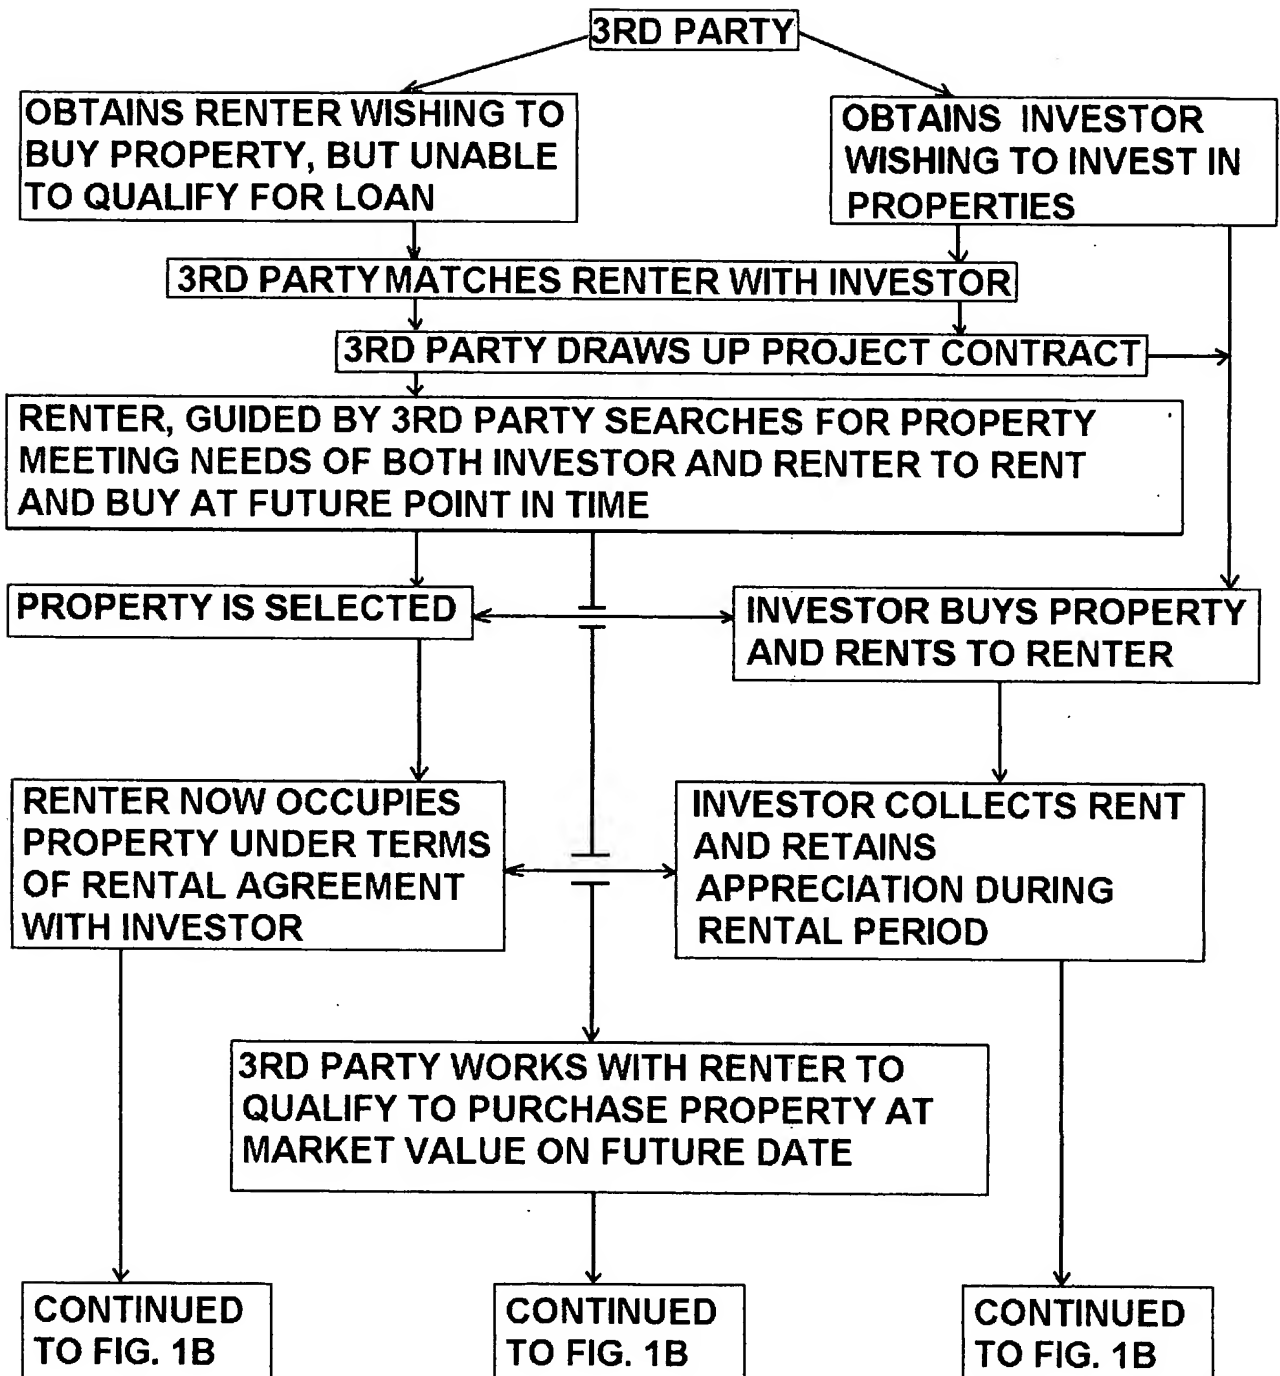 3RD PARTY
OBTAINS RENTER WISHING TO
BUY PROPERTY, BUT UNABLE
TO QUALIFY FOR LOAN
OBTAINS INVESTOR
WISHING TO INVEST IN
PROPERTIES
3RD PARTY MATCHES RENTER WITH INVESTOR
3RD PARTY DRAWS UP PROJECT CONTRACT
RENTER, GUIDED BY 3RD PARTY SEARCHES FOR PROPERTY
MEETING NEEDS OF BOTH INVESTOR AND RENTER TO RENT
AND BUY AT FUTURE POINT IN TIME
PROPERTY IS SELECTED
INVESTOR BUYS PROPERTY
AND RENTS TO RENTER
RENTER NOW OCCUPIES
PROPERTY UNDER TERMS
OF RENTAL AGREEMENT
WITH INVESTOR
INVESTOR COLLECTS RENT
AND RETAINS
APPRECIATION DURING
RENTAL PERIOD
3RD PARTY WORKS WITH RENTER TO
QUALIFY TO PURCHASE PROPERTY AT
MARKET VALUE ON FUTURE DATE
CONTINUED
TO FIG. 1B
CONTINUED
TO FIG. 1B
CONTINUED
TO FIG. 1B